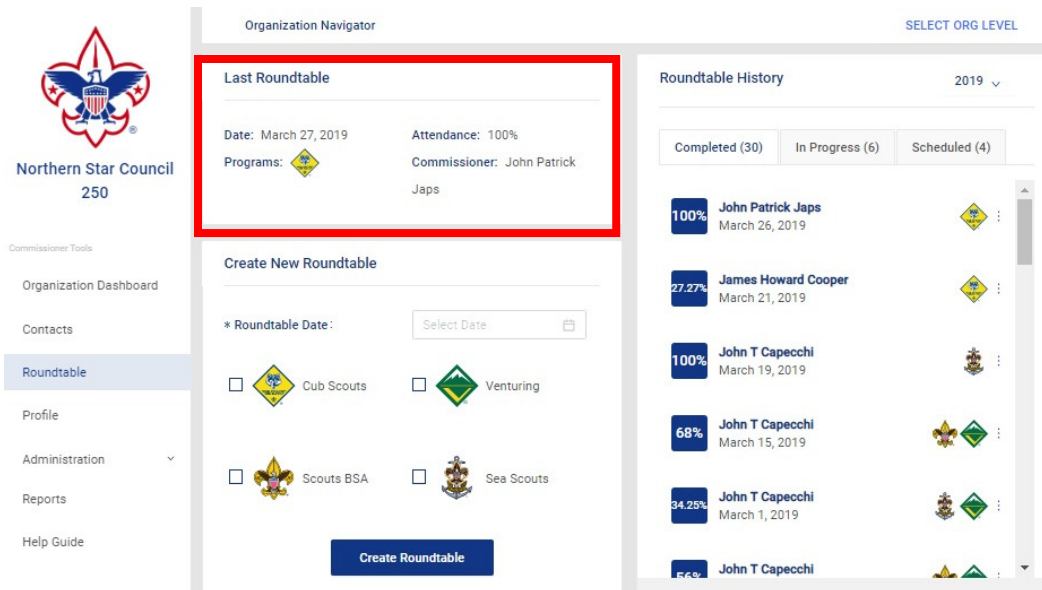 Northern Star Council
250
Commissioner Tools
Organization Dashboard
Contacts
Roundtable
Profile
Administration
Reports
Help Guide
Organization Navigator
SELECT ORG LEVEL
Last Roundtable
Date: March 27, 2019
Programs:
Attendance: 100%
Commissioner: John Patrick
Japs
Create New Roundtable
* Roundtable Date:
Select Date
Cub Scouts
Venturing
Scouts BSA
Sea Scouts
Create Roundtable
Roundtable History
2019
Completed (30)
In Progress (6)
Scheduled (4)
100%
John Patrick Japs
March 26, 2019
27.27%
James Howard Cooper
March 21, 2019
100%
John T Capecchi
March 19, 2019
68%
John T Capecchi
March 15, 2019
34.25%
John T Capecchi
March 1, 2019
56%
John T Capecchi